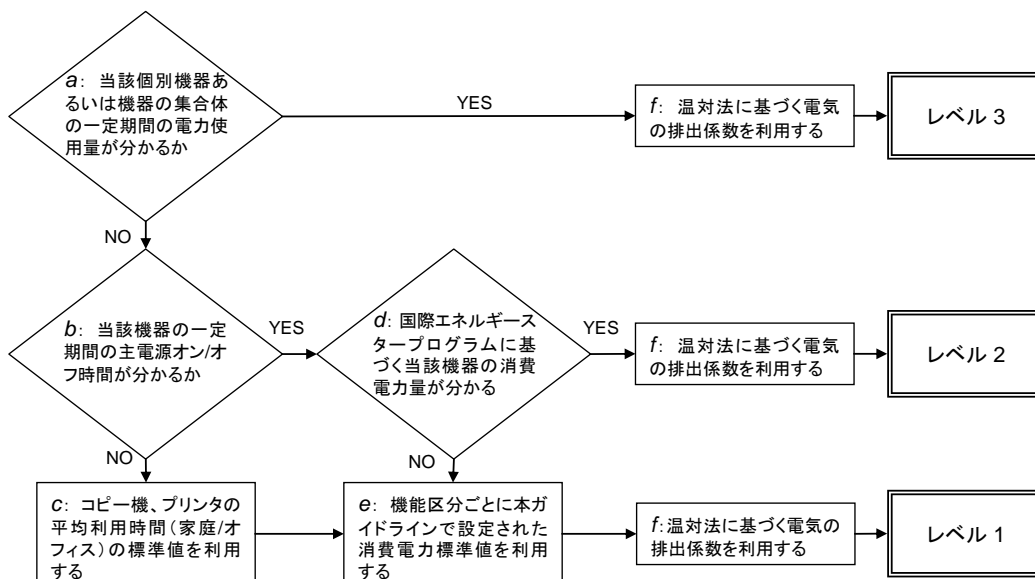 a: 当該個別機器あ
るいは機器の集合体
の一定期間の電力使
用量が分かるか
YES
f: 温対法に基づく電気
の排出係数を利用する
レベル 3
NO
b: 当該機器の一定
期間の主電源オン/オ
フ時間が分かるか
YES
d: 国際エネルギース
タープログラムに基
づく当該機器の消費
電力量が分かる
YES
f: 温対法に基づく電気
の排出係数を利用する
レベル 2
NO
NO
c: コピー機、プリンタの
平均利用時間(家庭/オ
フィス)の標準値を利用
する
e: 機能区分ごとに本ガ
イドラインで設定された
消費電力標準値を利用
する
f:温対法に基づく電気の
排出係数を利用する
レベル 1